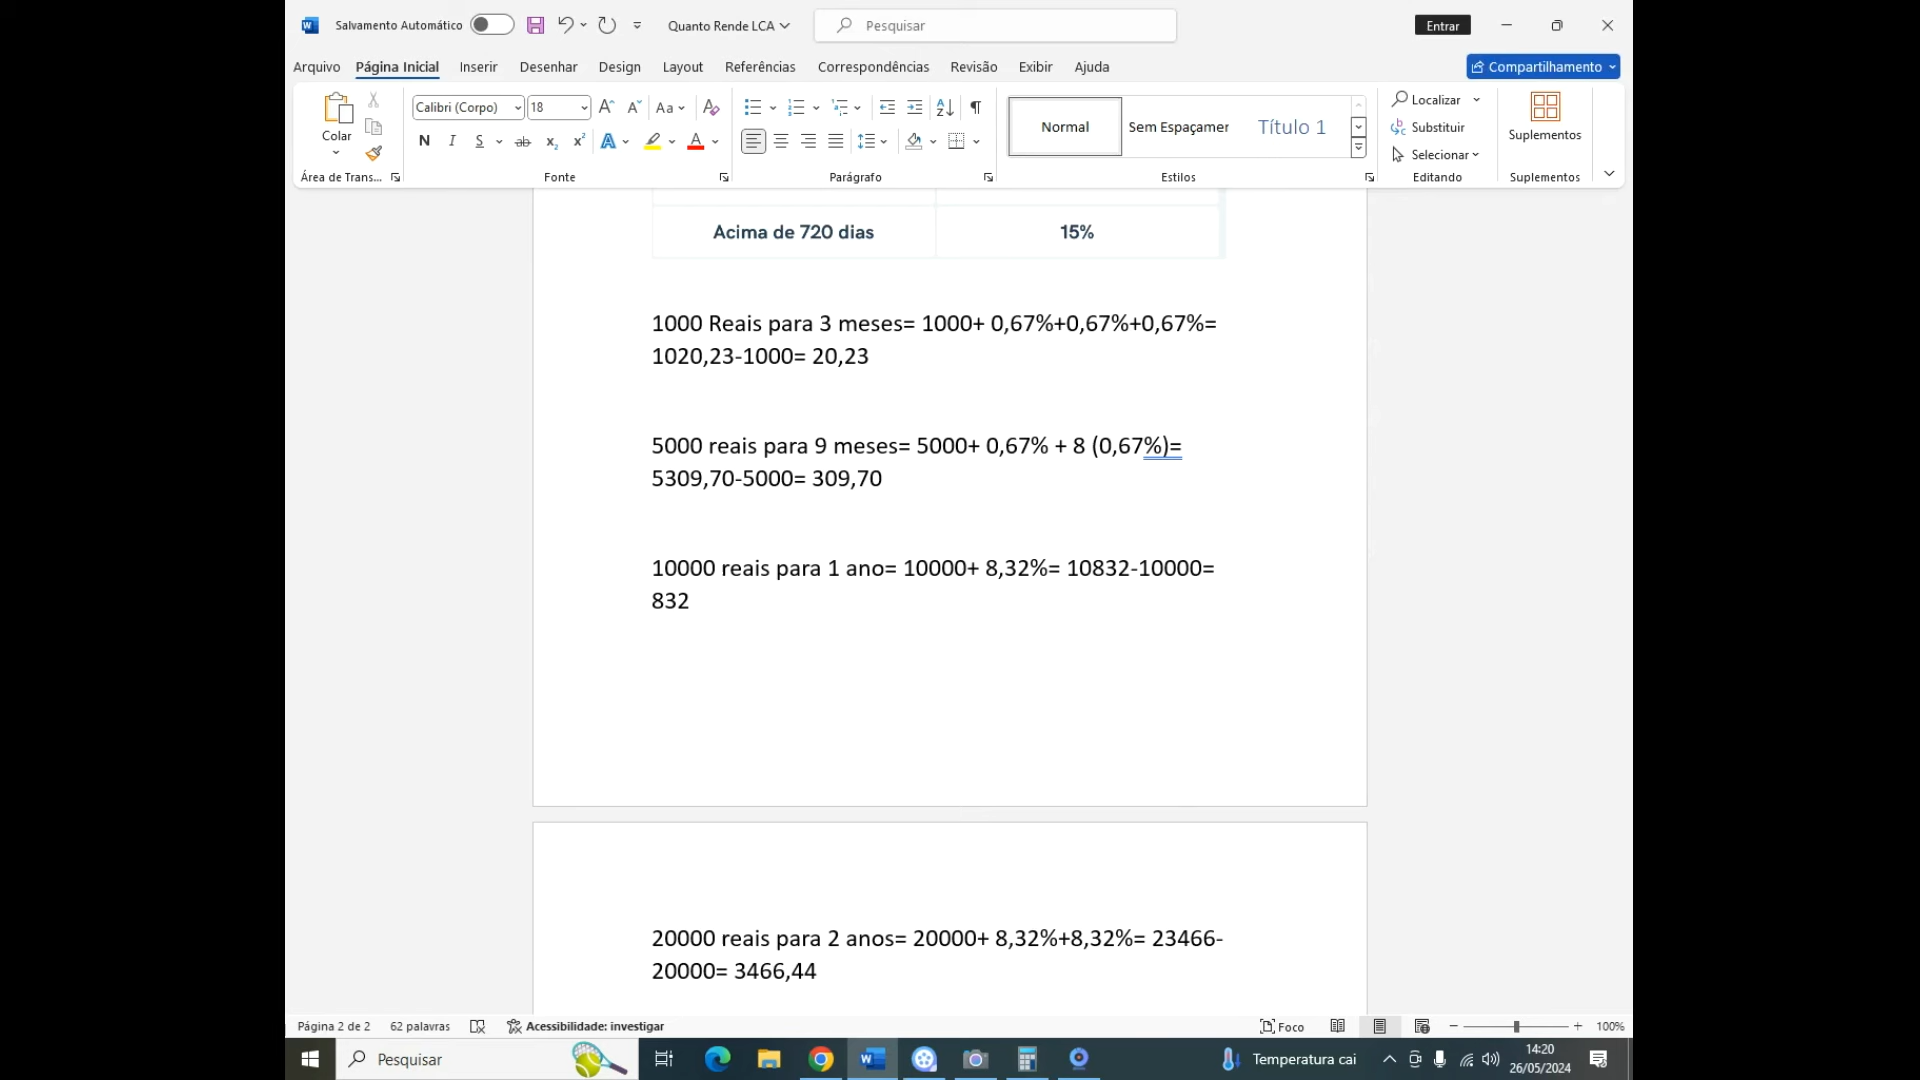 Salvamento Automático
Quanto Rende LCA
Pesquisar
Entrar
Arquivo
Página Inicial
Inserir
Desenhar
Design
Layout
Referências
Correspondências
Revisão
Exibir
Ajuda
Compartilhamento
Colar
Área de Trans...
Calibri (Corpo)
18
Fonte
Parágrafo
Normal
Sem Espaçamer
Título 1
Estilos
Localizar
Substituir
Selecionar
Editando
Suplementos
Suplementos
Acima de 720 dias 15%
1000 Reais para 3 meses= 1000+ 0,67%+0,67%+0,67%=
1020,23-1000= 20,23
5000 reais para 9 meses= 5000+ 0,67% + 8 (0,67%)=
5309,70-5000= 309,70
10000 reais para 1 ano= 10000+ 8,32%= 10832-10000=
832
20000 reais para 2 anos= 20000+ 8,32%+8,32%= 23466-
20000= 3466,44
Página 2 de 2
62 palavras
Acessibilidade: investigar
Foco
100%
Pesquisar
Temperatura cai
14:20
26/05/2024